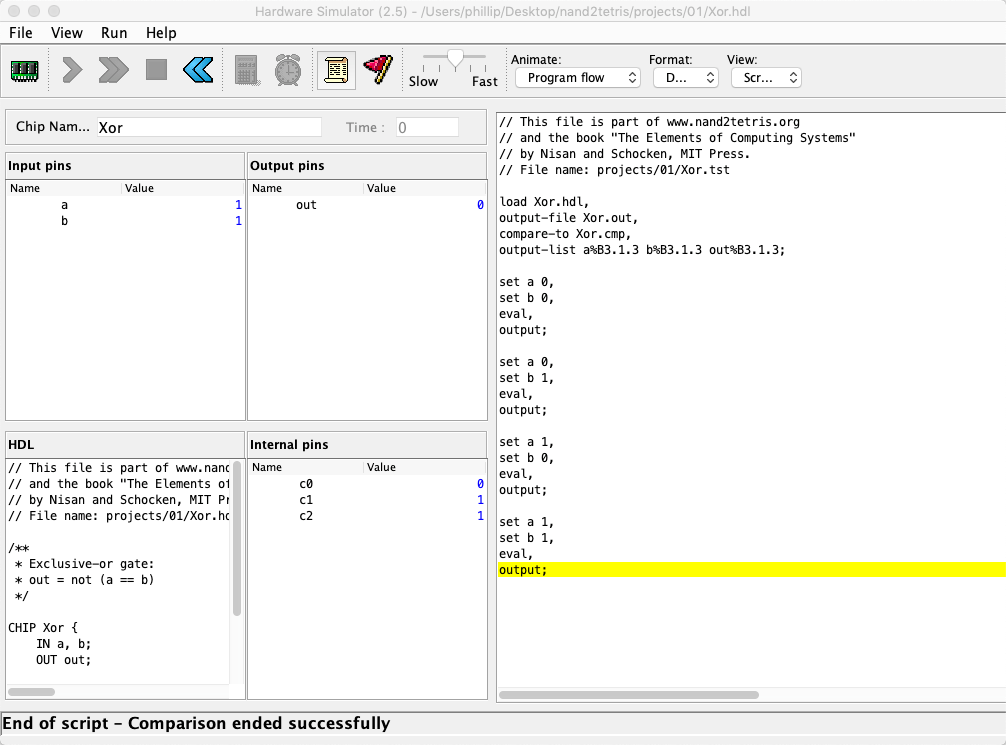 Hardware Simulator (2.5) - /Users/phillip/Desktop/nand2tetris/projects/01/Xor.hdl
File View Run Help
Slow Fast
Animate:
Program flow
Format:
D...
View:
Scr...
Chip Nam... Xor
Time : 0
Input pins
Name Value
a 1
b 1
Output pins
Name Value
out 0
HDL
// This file is part of www.nand
// and the book "The Elements of
// by Nisan and Schocken, MIT Pr
// File name: projects/01/Xor.hd
/**
* Exclusive-or gate:
* out = not (a == b)
*/
CHIP Xor {
IN a, b;
OUT out;
Internal pins
Name Value
c0 0
c1 1
c2 1
// This file is part of www.nand2tetris.org
// and the book "The Elements of Computing Systems"
// by Nisan and Schocken, MIT Press.
// File name: projects/01/Xor.tst
load Xor.hdl,
output-file Xor.out,
compare-to Xor.cmp,
output-list a%B3.1.3 b%B3.1.3 out%B3.1.3;
set a 0,
set b 0,
eval,
output;
set a 0,
set b 1,
eval,
output;
set a 1,
set b 0,
eval,
output;
set a 1,
set b 1,
eval,
output;
End of script - Comparison ended successfully